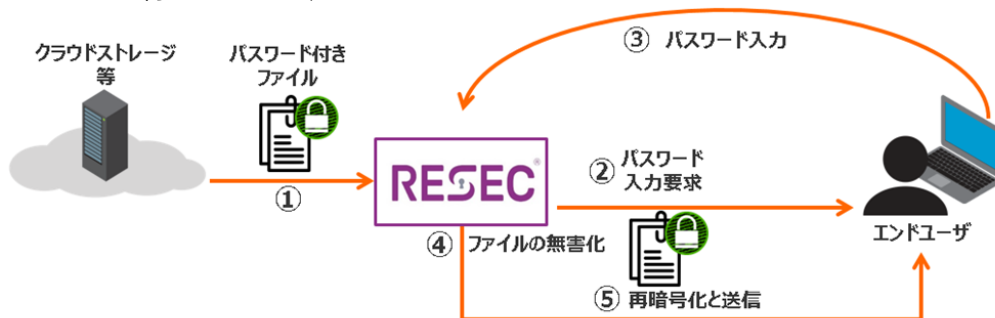 ③ パスワード入力
クラウドストレージ
等
パスワード付き
ファイル
①
RESEC®
② パスワード
入力要求
④ ファイルの無害化
⑤ 再暗号化と送信
エンドユーザ